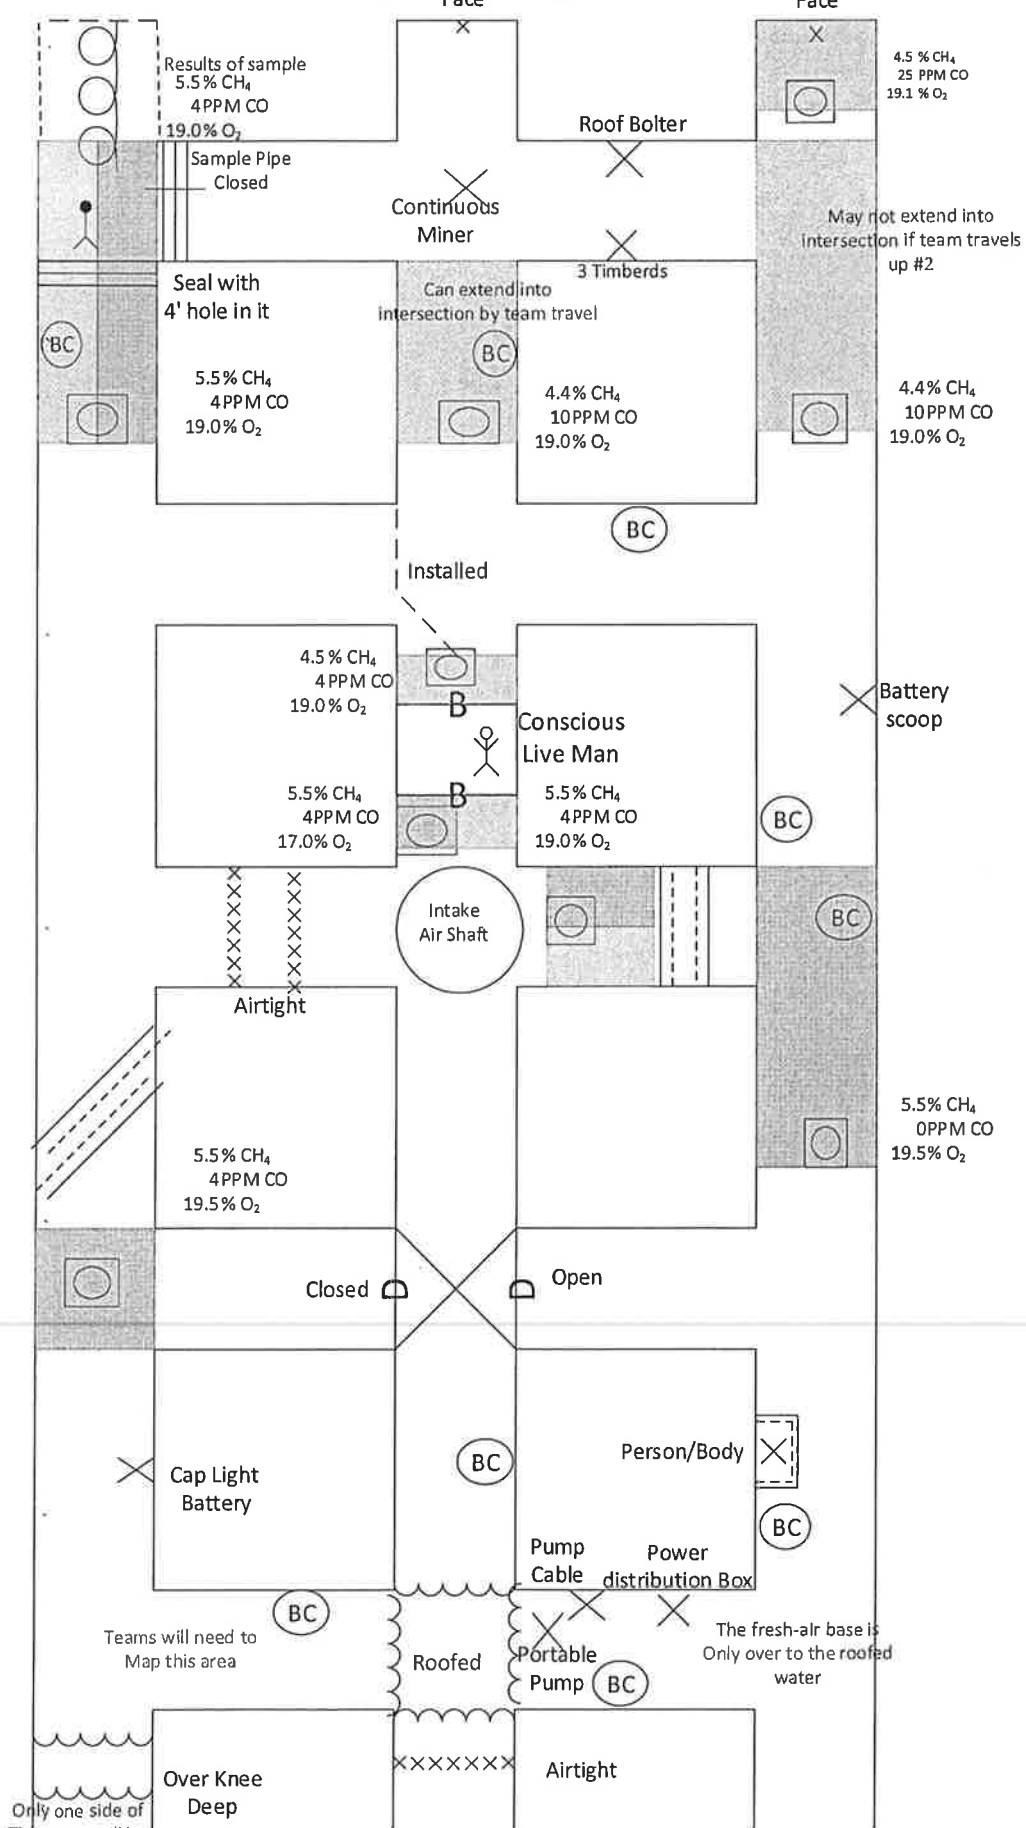 Face
Face
Results of sample
5.5% CH₄
4PPM CO
19.0% O₂
4.5 % CH₄
25 PPM CO
19.1 % O₂
Roof Bolter
Sample Pipe
Closed
Continuous
Miner
May not extend into
intersection if team travels
up #2
3 Timberds
Seal with
4' hole in it
Can extend into
intersection by team travel
BC
BC
5.5% CH₄
4PPM CO
19.0% O₂
4.4% CH₄
10PPM CO
19.0% O₂
4.4% CH₄
10PPM CO
19.0% O₂
BC
Installed
4.5% CH₄
4PPM CO
19.0% O₂
B
Battery
scoop
Conscious
Live Man
5.5% CH₄
4PPM CO
17.0% O₂
B
5.5% CH₄
4PPM CO
19.0% O₂
BC
Intake
Air Shaft
BC
Airtight
5.5% CH₄
0PPM CO
19.5% O₂
5.5% CH₄
4PPM CO
19.5% O₂
Closed
D
D
Open
Cap Light
Battery
BC
Person/Body
BC
Pump
Cable
Power
distribution Box
BC
Teams will need to
Map this area
Roofed
Portable
Pump
BC
The fresh-air base is
Only over to the roofed
water
Over Knee
Deep
Airtight
Only one side of